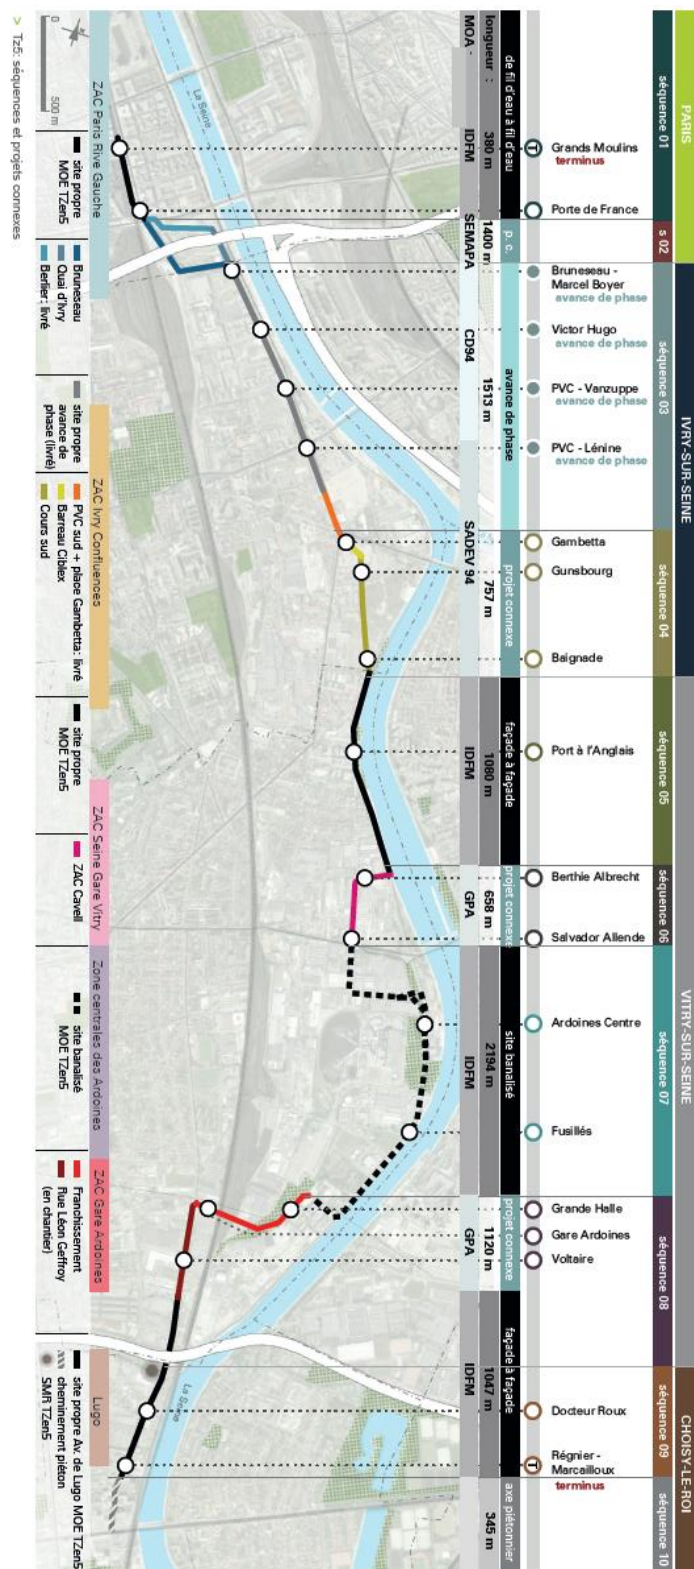 PARIS
IVRY-SUR-SEINE
VITRY-SUR-SEINE
CHOISY-LE-ROI
séquence 01
s 02
séquence 03
séquence 04
séquence 05
séquence 06
séquence 07
séquence 08
séquence 09
séquence 10
Grands Moulins
terminus
Porte de France
Bruneseau -
Marcel Boyer
avance de phase
Victor Hugo
avance de phase
PVC - Vanzuppe
avance de phase
PVC - Lénine
avance de phase
Gambetta
Gunsbourg
Baignade
Port à l'Anglais
Berthie Albrecht
Salvador Allende
Ardoines Centre
Fusillés
Grande Halle
Gare Ardoines
Voltaire
Docteur Roux
Régnier -
Marcailloux
terminus
de fil d'eau à fil d'eau
p. c.
avance de phase
projet connexe
façade à façade
projet connexe
site banalisé
projet connexe
façade à façade
axe piétonnier
longueur :
380 m
1400 m
1513 m
757 m
1080 m
658 m
2194 m
1120 m
1047 m
345 m
MOA -
IDFM
SEMAPA
CD94
SADEV 94
IDFM
GPA
IDFM
GPA
IDFM
La Seine
La Seine
ZAC Paris Rive Gauche
ZAC Ivry Confluences
ZAC Seine Gare Vitry
Zone centrales des Ardoines
ZAC Gare Ardoines
Lugo
0
500 m
site propre
MOE TZen5
Bruneseau
Quai d'Ivry
Berlier : livré
site propre
avance de
phase (livré)
PVC sud + place Gambetta : livré
Barreau Ciblex
Cours sud
site propre
MOE TZen5
ZAC Cavell
site banalisé
MOE TZen5
Franchissement
Rue Léon Geffroy
(en chantier)
site propre Av. de Lugo MOE TZen5
cheminement piéton
SMR TZen5
> Tz5: séquences et projets connexes